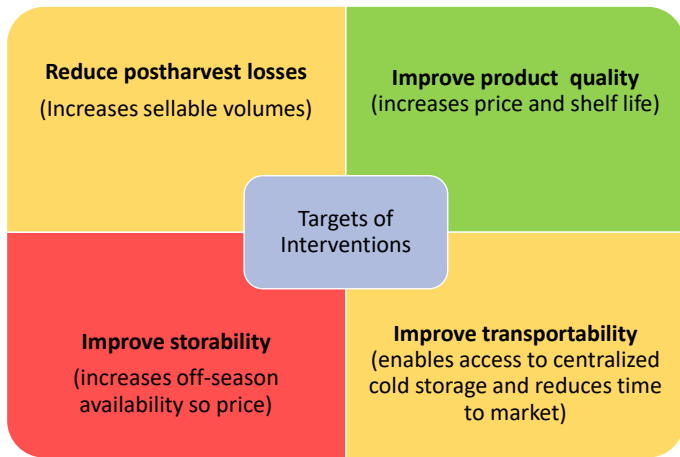 Reduce postharvest losses
(Increases sellable volumes)
Improve product quality
(increases price and shelf life)
Targets of
Interventions
Improve storability
(increases off-season
availability so price)
Improve transportability
(enables access to centralized
cold storage and reduces time
to market)